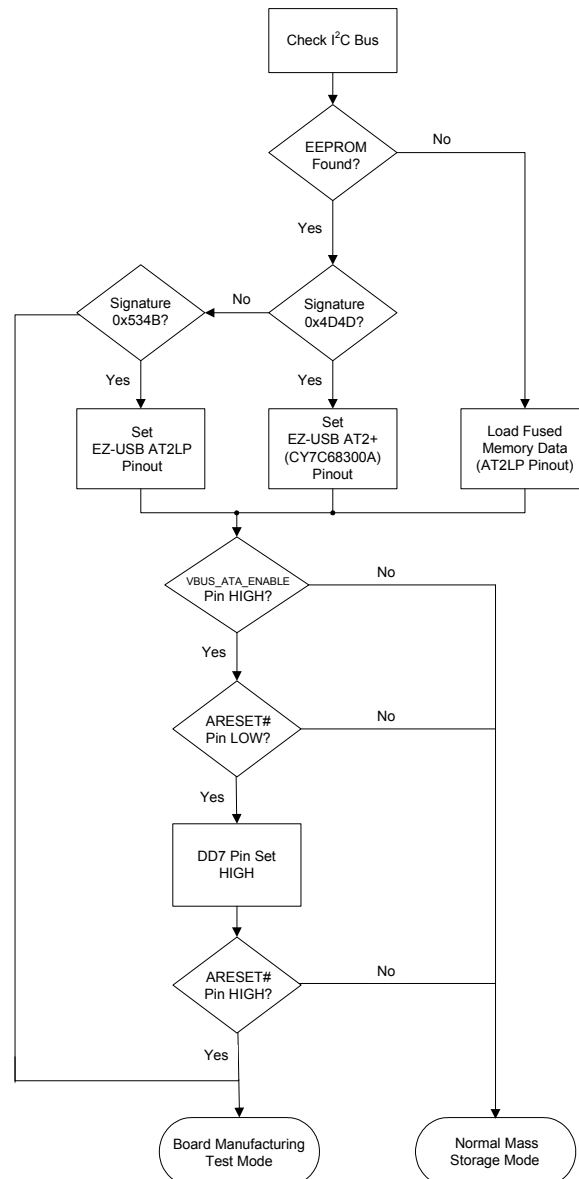 Check I²C Bus
EEPROM
Found?
No
Yes
Signature
0x4D4D?
No
Signature
0x534B?
Yes
Yes
Set
EZ-USB AT2LP
Pinout
Set
EZ-USB AT2+
(CY7C68300A)
Pinout
Load Fused
Memory Data
(AT2LP Pinout)
VBUS_ATA_ENABLE
Pin HIGH?
No
Yes
ARESET#
Pin LOW?
No
Yes
DD7 Pin Set
HIGH
ARESET#
Pin HIGH?
No
Yes
Board Manufacturing
Test Mode
Normal Mass
Storage Mode